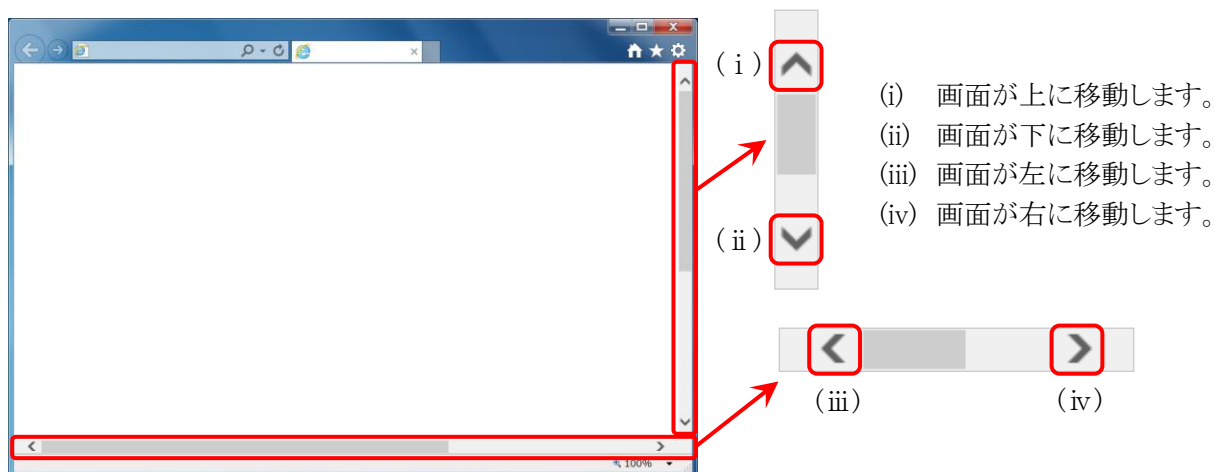 (ⅰ)
(ⅱ)
(i) 画面が上に移動します。
(ii) 画面が下に移動します。
(iii) 画面が左に移動します。
(iv) 画面が右に移動します。
(ⅲ) (ⅳ)
100%